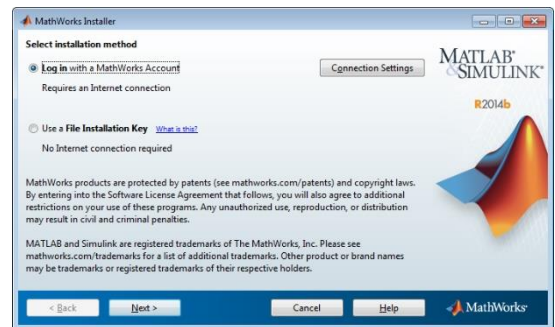 MathWorks Installer
Select installation method
Log in with a MathWorks Account
Connection Settings
Requires an Internet connection
Use a File Installation Key What is this?
No Internet connection required
MathWorks products are protected by patents (see mathworks.com/patents) and copyright laws.
By entering into the Software License Agreement that follows, you will also agree to additional
restrictions on your use of these programs. Any unauthorized use, reproduction, or distribution
may result in civil and criminal penalties.
MATLAB and Simulink are registered trademarks of The MathWorks, Inc. Please see
mathworks.com/trademarks for a list of additional trademarks. Other product or brand names
may be trademarks or registered trademarks of their respective holders.
MATLAB®
&SIMULINK®
R2014b
< Back
Next >
Cancel
Help
MathWorks®